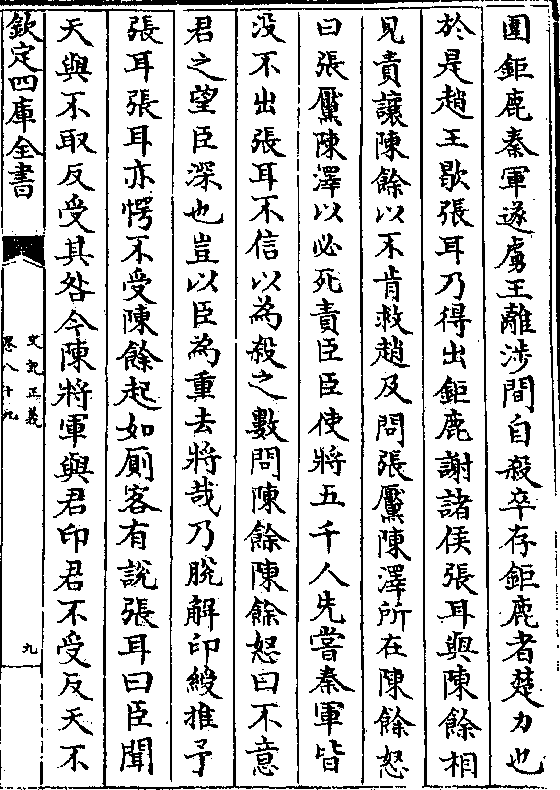 圍鉅鹿秦軍遂虜王離涉間自殺卒存鉅鹿者楚力也
於是趙王歇張耳乃得出鉅鹿謝諸侯張耳與陳餘相
見責讓陳餘以不肯救趙及問張黶陳澤所在陳餘怒
曰張黶陳澤以必死責臣臣使將五千人先嘗秦軍皆
没不出張耳不信以為殺之數問陳餘陳餘怒曰不意
君之望臣深也豈以臣為重去將哉乃脫解印綬推予
張耳張耳亦愕不受陳餘起如厠客有說張耳曰臣聞
天與不取反受其咎今陳將軍與君印君不受反天不
欽定四庫全書
史記正義
卷八十九
九